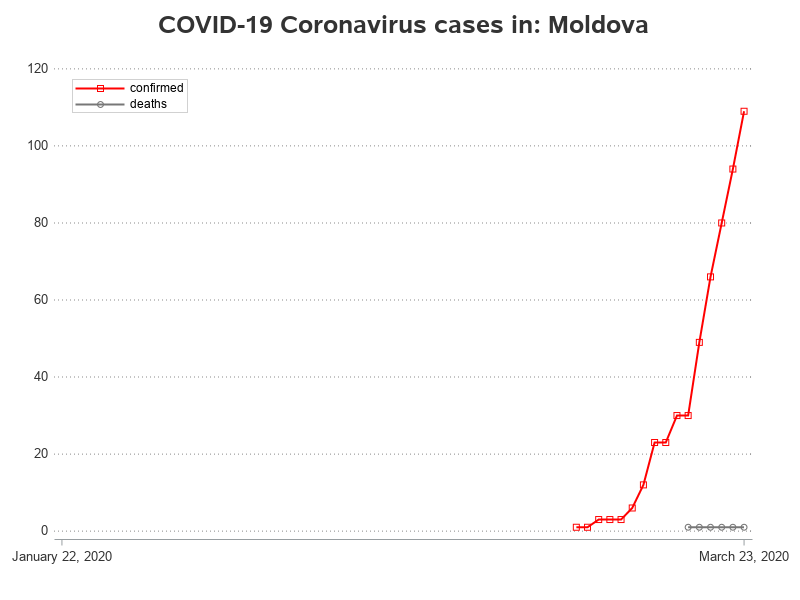 COVID-19 Coronavirus cases in: Moldova
120
confirmed
deaths
100
80
60
40
20
0
January 22, 2020
March 23, 2020